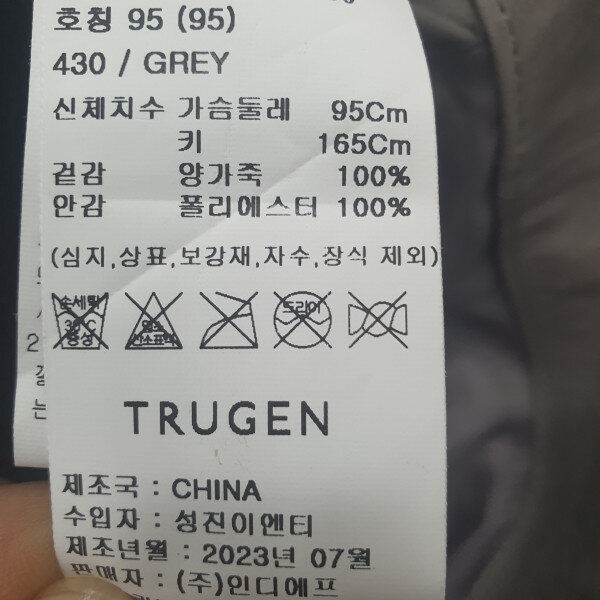 호칭 95 (95)
430 / GREY
신체치수 가슴둘레 95Cm
키 165Cm
겉감 양가죽 100%
안감 폴리에스터 100%
(심지,상표,보강재,자수,장식 제외)
손세탁 30°C 중성
염소 산소표백
드라이
TRUGEN
제조국 : CHINA
수입자 : 성진이엔티
제조년월 : 2023년 07월
판매자 : (주)인디에프